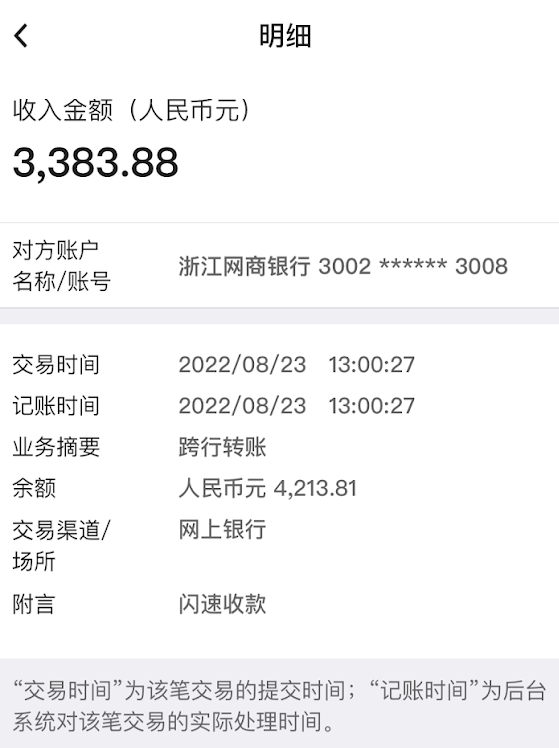 明细
收入金额（人民币元）
3,383.88
对方账户
名称/账号
浙江网商银行 3002 ****** 3008
交易时间 2022/08/23 13:00:27
记账时间 2022/08/23 13:00:27
业务摘要 跨行转账
余额 人民币元 4,213.81
交易渠道/ 网上银行
场所
附言 闪速收款
“交易时间”为该笔交易的提交时间；“记账时间”为后台
系统对该笔交易的实际处理时间。